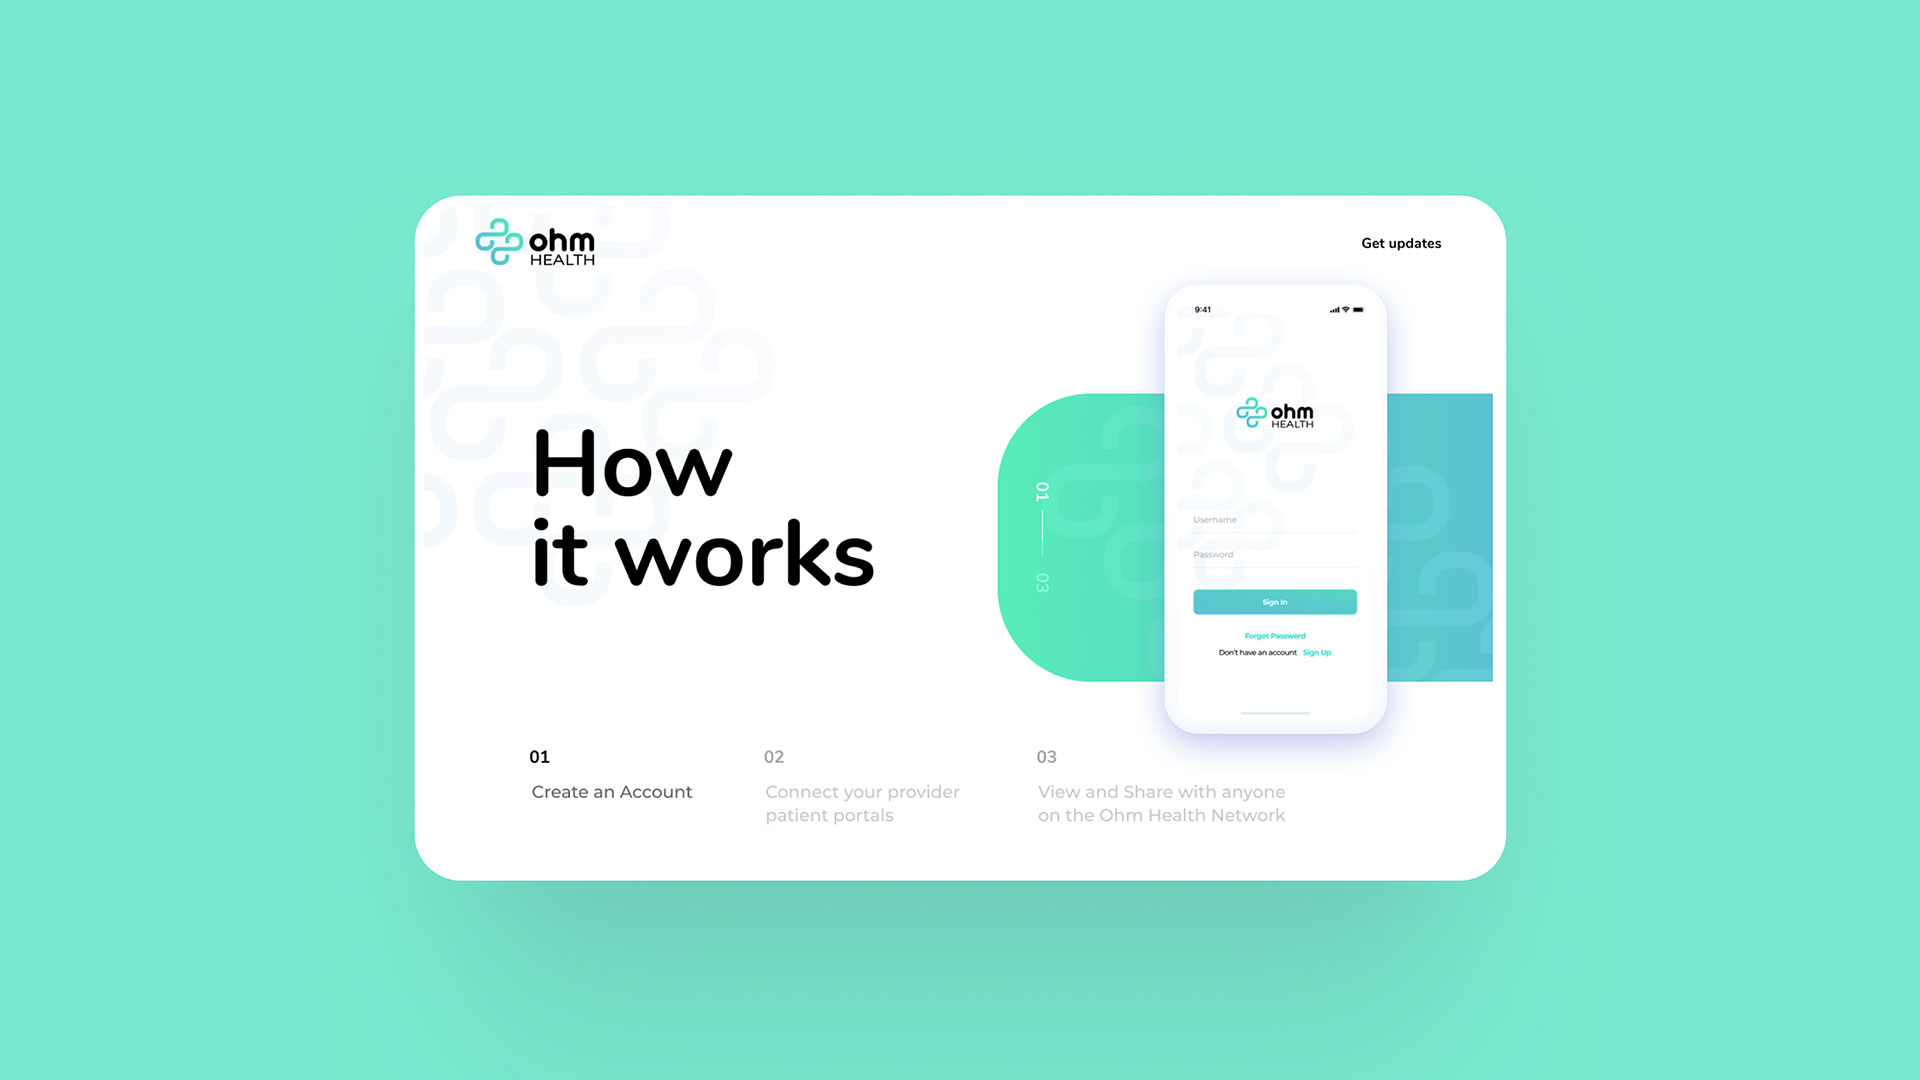 ohm
HEALTH
Get updates
How
it works
01
03
9:41
ohm
HEALTH
Username
Password
Sign In
Forgot Password
Don't have an account Sign Up
01
Create an Account
02
Connect your provider
patient portals
03
View and Share with anyone
on the Ohm Health Network